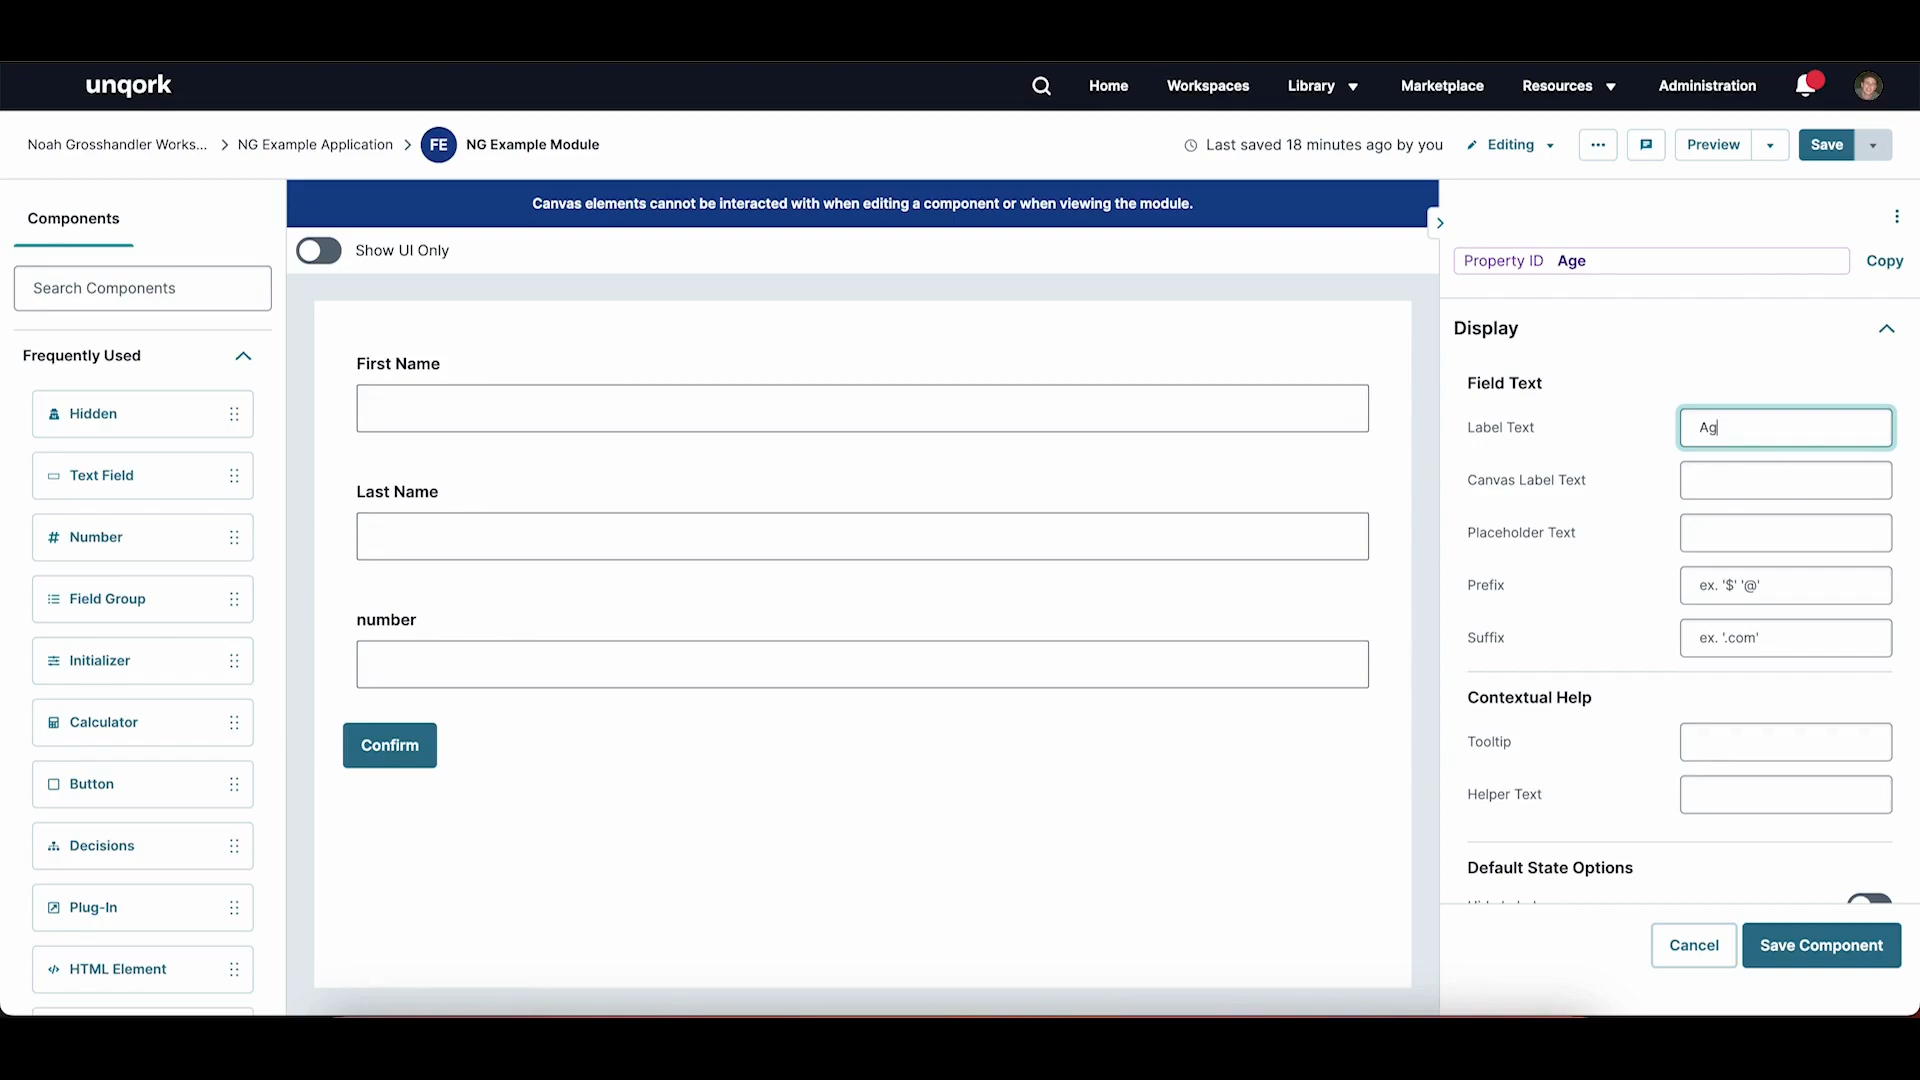 unqork
Home
Workspaces
Library
Marketplace
Resources
Administration
Noah Grosshandler Works...
NG Example Application
FE
NG Example Module
Last saved 18 minutes ago by you
Editing
Preview
Save
Components
Search Components
Frequently Used
Hidden
Text Field
Number
Field Group
Initializer
Calculator
Button
Decisions
Plug-In
HTML Element
Canvas elements cannot be interacted with when editing a component or when viewing the module.
Show UI Only
First Name
Last Name
number
Confirm
Property ID Age
Copy
Display
Field Text
Label Text
Ag
Canvas Label Text
Placeholder Text
Prefix
ex. '$' '@'
Suffix
ex. '.com'
Contextual Help
Tooltip
Helper Text
Default State Options
Cancel
Save Component